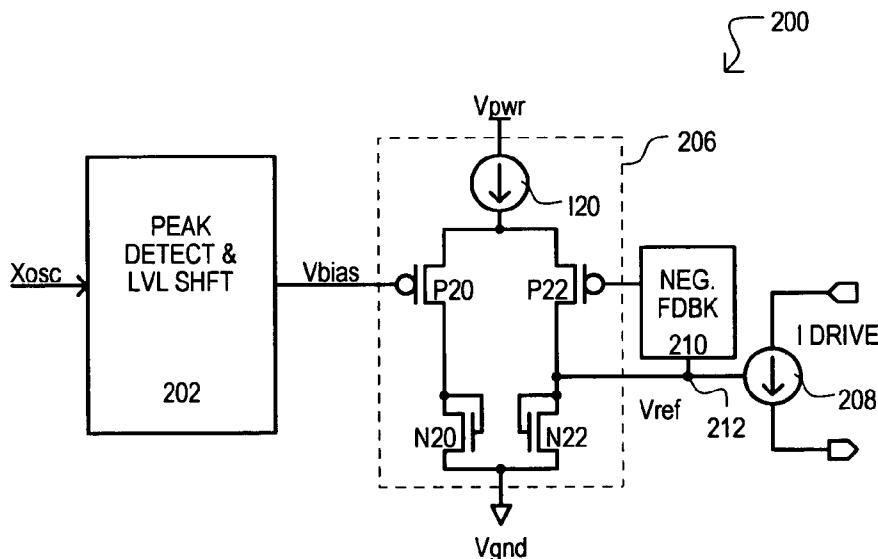 200
Vpwr
206
I20
PEAK
DETECT &
LVL SHFT
202
Xosc
Vbias
P20
P22
NEG.
FDBK
210
I DRIVE
208
Vref
212
N20
N22
Vgnd